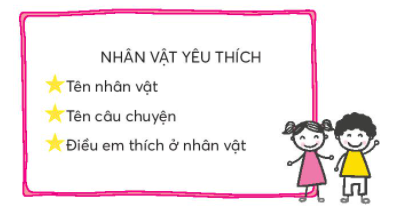 NHÂN VẬT YÊU THÍCH
Tên nhân vật
Tên câu chuyện
Điều em thích ở nhân vật